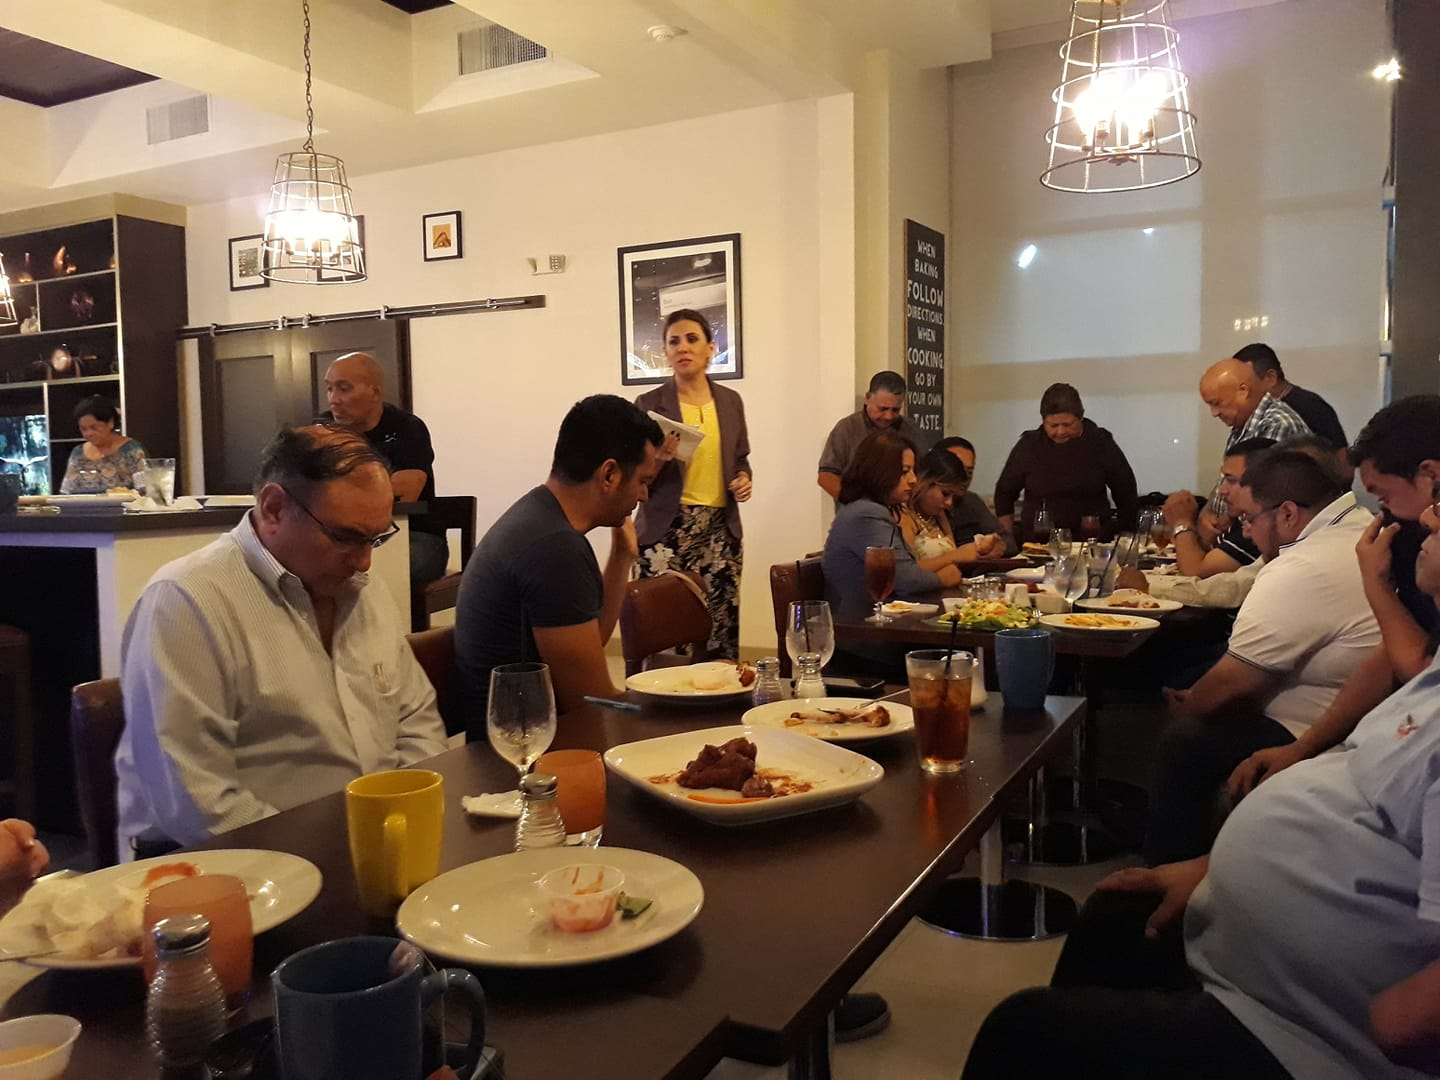 WHEN
BAKING
FOLLOW
DIRECTIONS.
WHEN
COOKING,
GO BY
YOUR OWN
TASTE.